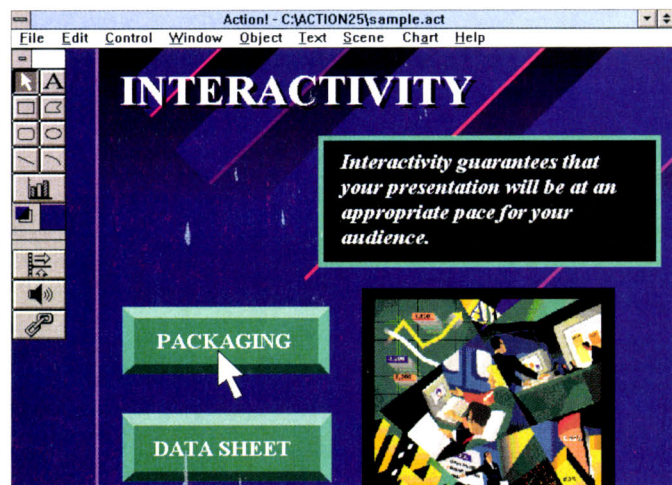 Action! - C:\ACTION25\sample.act
File Edit Control Window Object Text Scene Chart Help
A
INTERACTIVITY
Interactivity guarantees that
your presentation will be at an
appropriate pace for your
audience.
PACKAGING
DATA SHEET